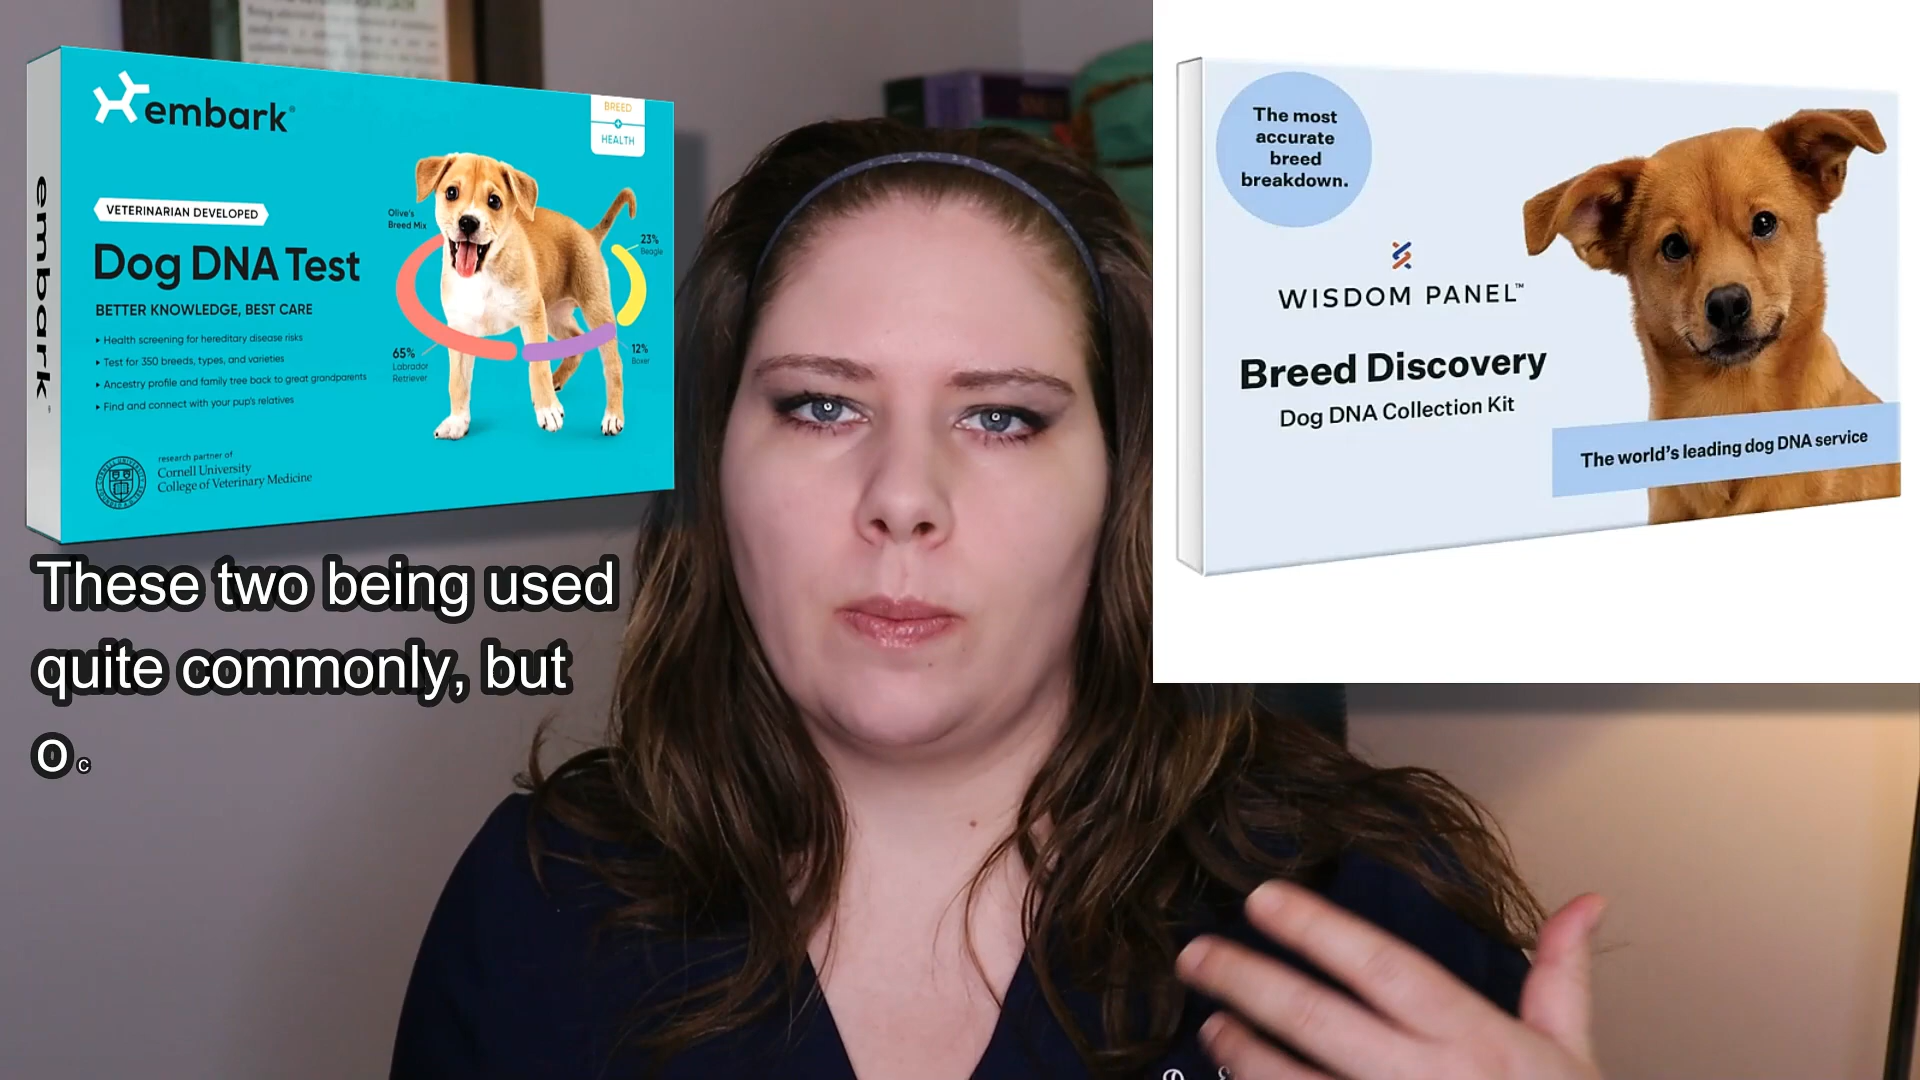 embark
BREED
+
HEALTH
embark
VETERINARIAN DEVELOPED
Dog DNA Test
BETTER KNOWLEDGE, BEST CARE
Health screening for hereditary disease risks
Test for 350 breeds, types, and varieties
Ancestry profile and family tree back to great grandparents
Find and connect with your pup's relatives
Olive's
Breed Mix
23%
Beagle
65%
Labrador
Retriever
12%
Boxer
research partner of
Cornell University
College of Veterinary Medicine
The most
accurate
breed
breakdown.
WISDOM PANEL™
Breed Discovery
Dog DNA Collection Kit
The world's leading dog DNA service
These two being used
quite commonly, but
oc